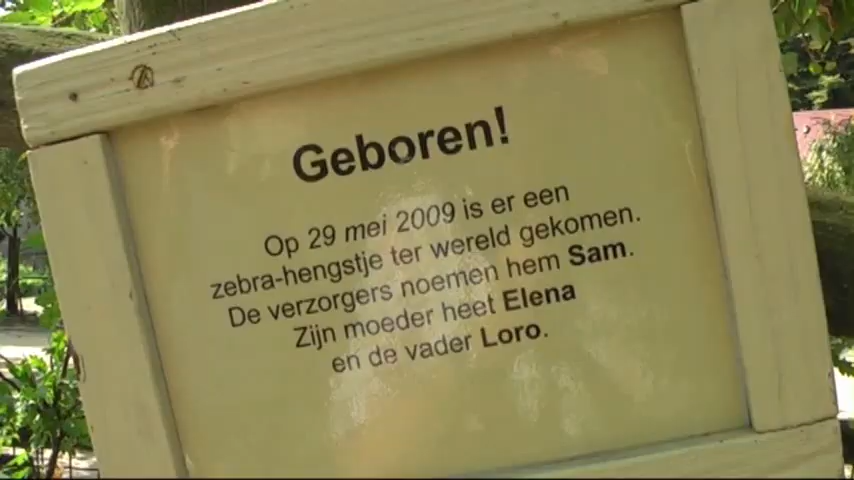 Geboren!
Op 29 mei 2009 is er een
zebra-hengstje ter wereld gekomen.
De verzorgers noemen hem Sam.
Zijn moeder heet Elena
en de vader Loro.